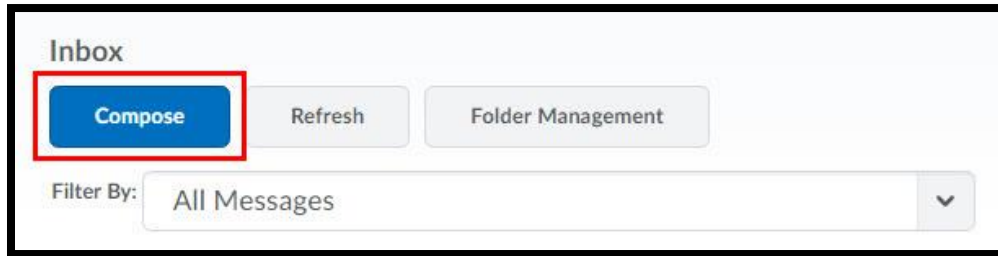 Inbox
Compose Refresh Folder Management
Filter By: All Messages